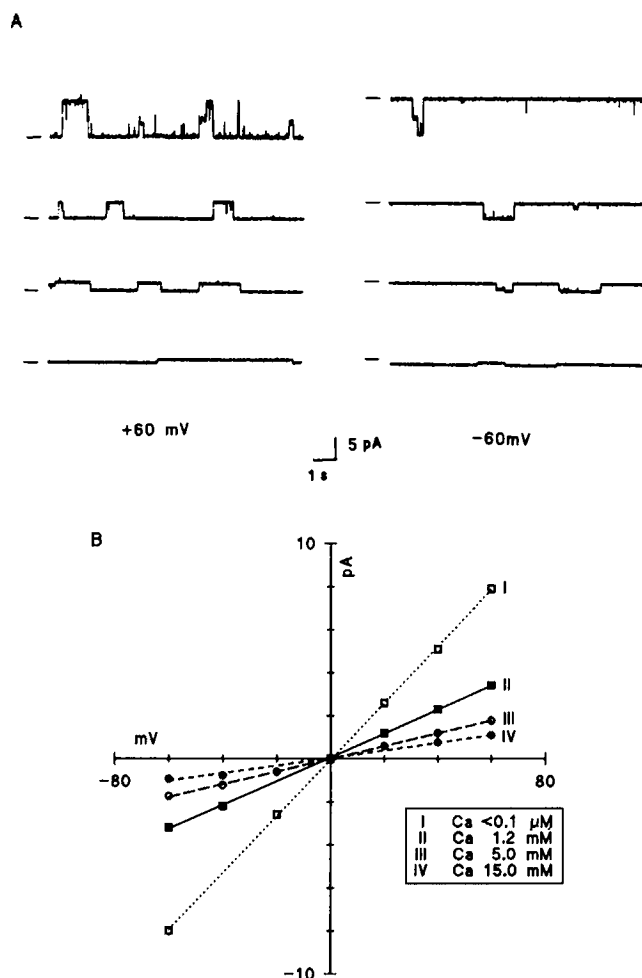 A
+60 mV
-60mV
5 pA
1 s
B
10
pA
I
II
III
IV
mV
-80
80
I Ca <0.1 µM
II Ca 1.2 mM
III Ca 5.0 mM
IV Ca 15.0 mM
-10